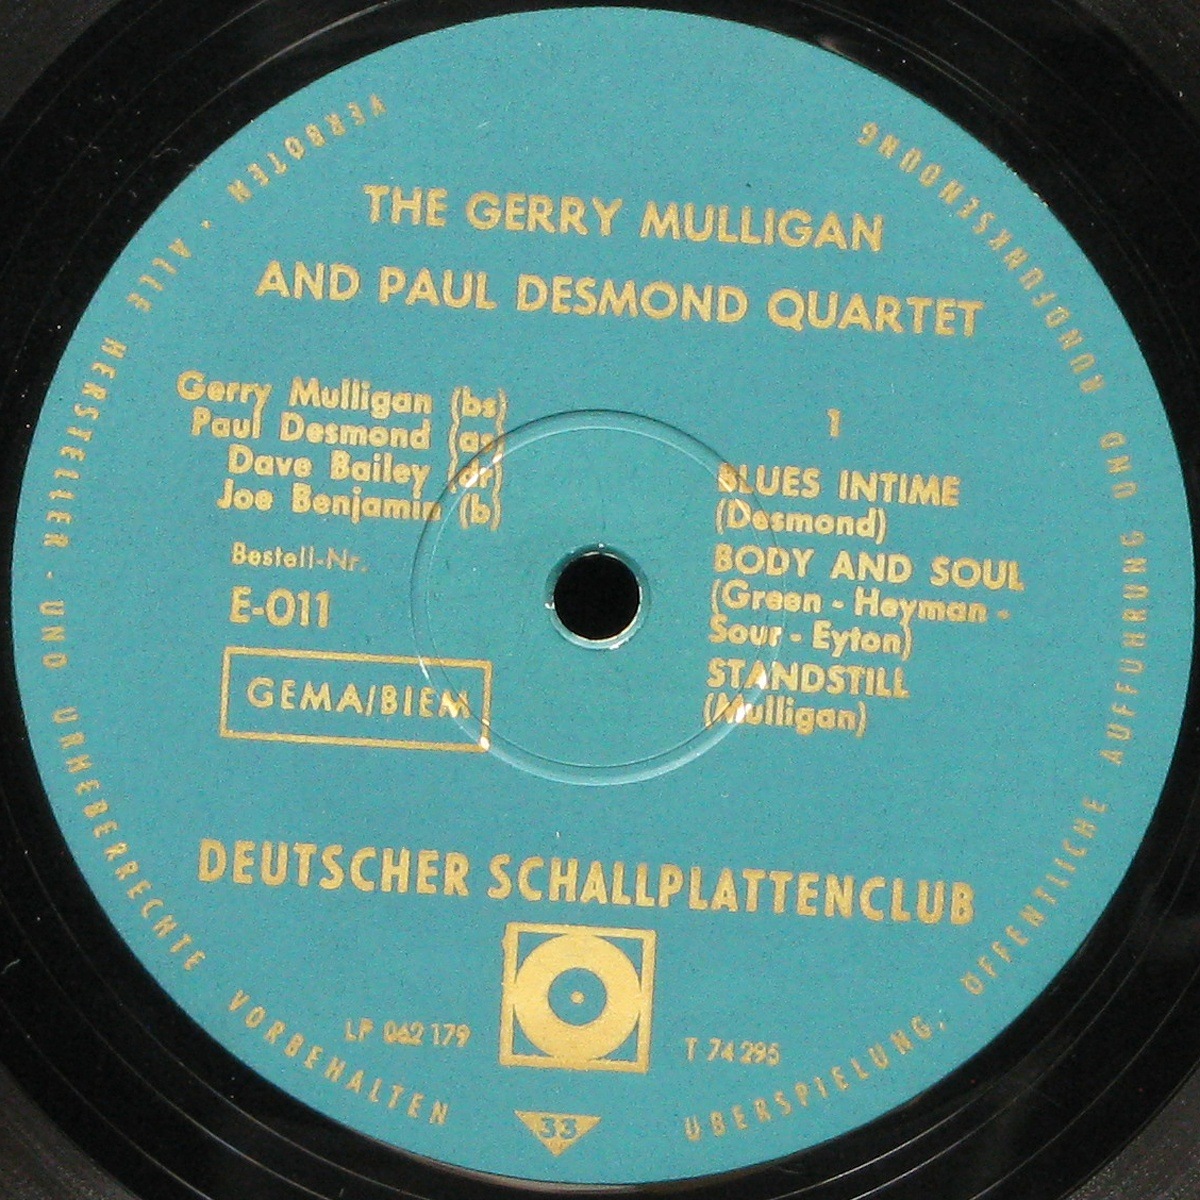 THE GERRY MULLIGAN
AND PAUL DESMOND QUARTET
Gerry Mulligan (bs)
Paul Desmond (as)
Dave Bailey (dr)
Joe Benjamin (b)
Bestell-Nr.
E-011
GEMA/BIEM
1
BLUES INTIME
(Desmond)
BODY AND SOUL
(Green - Heyman -
Sour - Eyton)
STANDSTILL
(Mulligan)
DEUTSCHER SCHALLPLATTENCLUB
LP 062 179
T 74 295
33
ALLE HERSTELLER - UND URHEBERRECHTE VORBEHALTEN
ÜBERSPIELUNG, ÖFFENTLICHE AUFFÜHRUNG UND RUNDFUNKSENDUNG VERBOTEN •